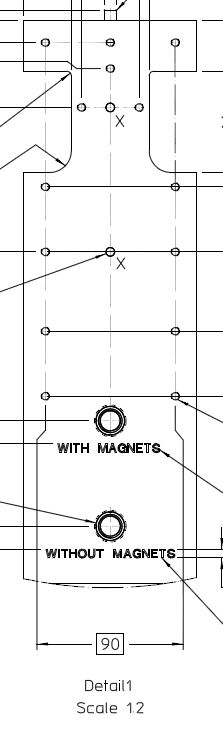 X
X
WITH MAGNETS
WITHOUT MAGNETS
90
Detail1
Scale 1.2